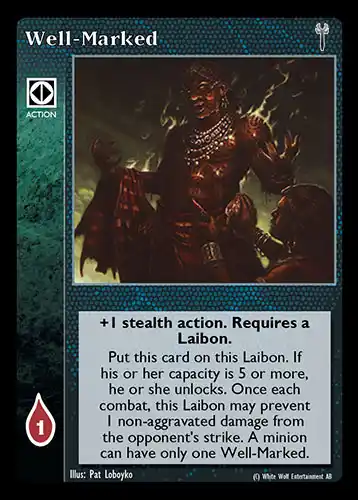 Well-Marked
ACTION
+1 stealth action. Requires a
Laibon.
Put this card on this Laibon. If
his or her capacity is 5 or more,
he or she unlocks. Once each
combat, this Laibon may prevent
1 non-aggravated damage from
the opponent's strike. A minion
can have only one Well-Marked.
1
Illus: Pat Loboyko
(C) White Wolf Entertainment AB